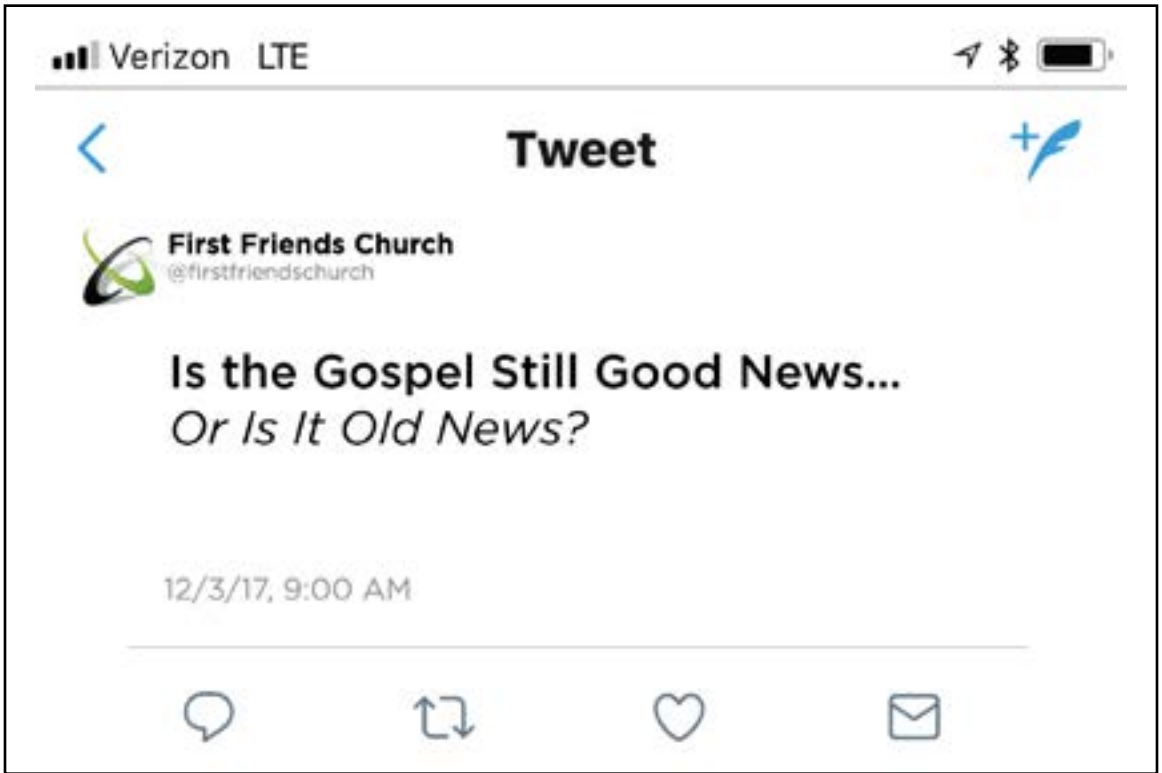 Verizon LTE
Tweet
First Friends Church
@firstfriendschurch
Is the Gospel Still Good News...
Or Is It Old News?
12/3/17, 9:00 AM